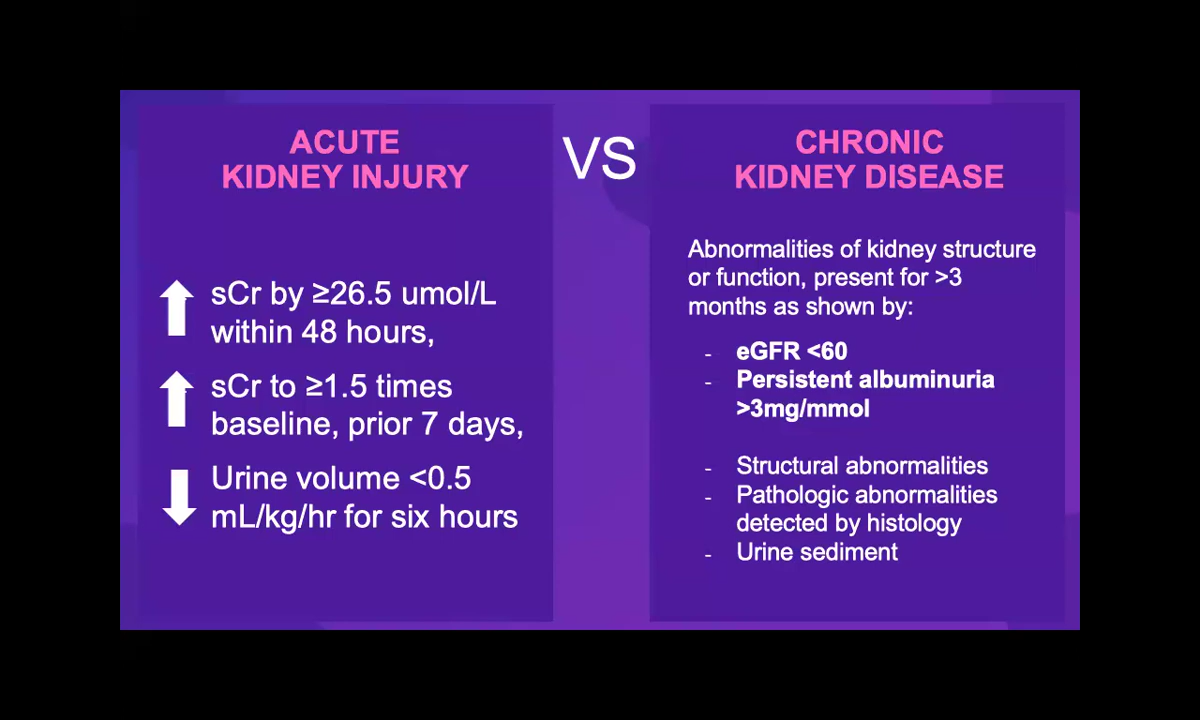 ACUTE
KIDNEY INJURY
sCr by ≥26.5 umol/L
within 48 hours,
sCr to ≥1.5 times
baseline, prior 7 days,
Urine volume <0.5
mL/kg/hr for six hours
VS
CHRONIC
KIDNEY DISEASE
Abnormalities of kidney structure
or function, present for >3
months as shown by:
- eGFR <60
- Persistent albuminuria
>3mg/mmol
- Structural abnormalities
- Pathologic abnormalities
detected by histology
- Urine sediment